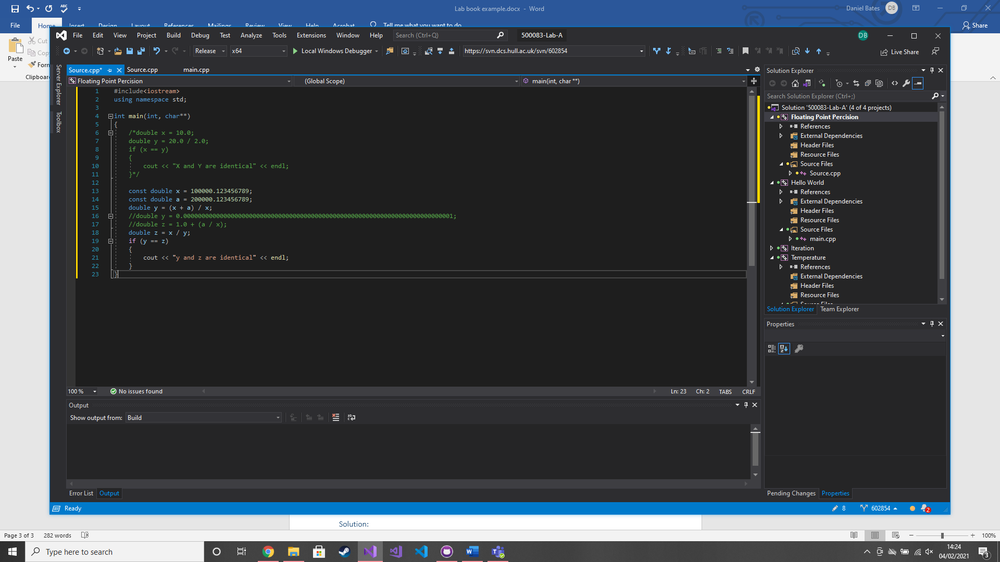 Lab book example.docx - Word
Daniel Bates
DB
File Home Insert Design Layout References Mailings Review View Help Acrobat Tell me what you want to do
Share
Cut
Copy
Paste
Clipboard
File Edit View Project Build Debug Test Analyze Tools Extensions Window Help Search (Ctrl+Q) 500083-Lab-A
DB
Release x64 Local Windows Debugger https://svn.dcs.hull.ac.uk/svn/602854 Live Share
Server Explorer
Toolbox
Source.cpp* Source.cpp main.cpp
Floating Point Percision (Global Scope) main(int, char **)
1 #include<iostream>
2 using namespace std;
3
4 int main(int, char**)
5 {
6 /*double x = 10.0;
7 double y = 20.0 / 2.0;
8 if (x == y)
9 {
10 cout << "X and Y are identical" << endl;
11 }*/
12
13 const double x = 100000.123456789;
14 const double a = 200000.123456789;
15 double y = (x + a) / x;
16 //double y = 0.0000000000000000000000000000000000000000000000000000000000000000000000000001;
17 //double z = 1.0 + (a / x);
18 double z = x / y;
19 if (y == z)
20 {
21 cout << "y and z are identical" << endl;
22 }
23 }
100 % No issues found Ln: 23 Ch: 2 TABS CRLF
Output
Show output from: Build
Error List Output
Solution Explorer
Search Solution Explorer (Ctrl+;)
Solution '500083-Lab-A' (4 of 4 projects)
Floating Point Percision
References
External Dependencies
Header Files
Resource Files
Source Files
Source.cpp
Hello World
References
External Dependencies
Header Files
Resource Files
Source Files
main.cpp
Iteration
Temperature
References
External Dependencies
Header Files
Resource Files
Source Files
Solution Explorer Team Explorer
Properties
Pending Changes Properties
Ready 8 602854 2
Solution:
Page 3 of 3 282 words 100%
Type here to search
14:24
04/02/2021
3